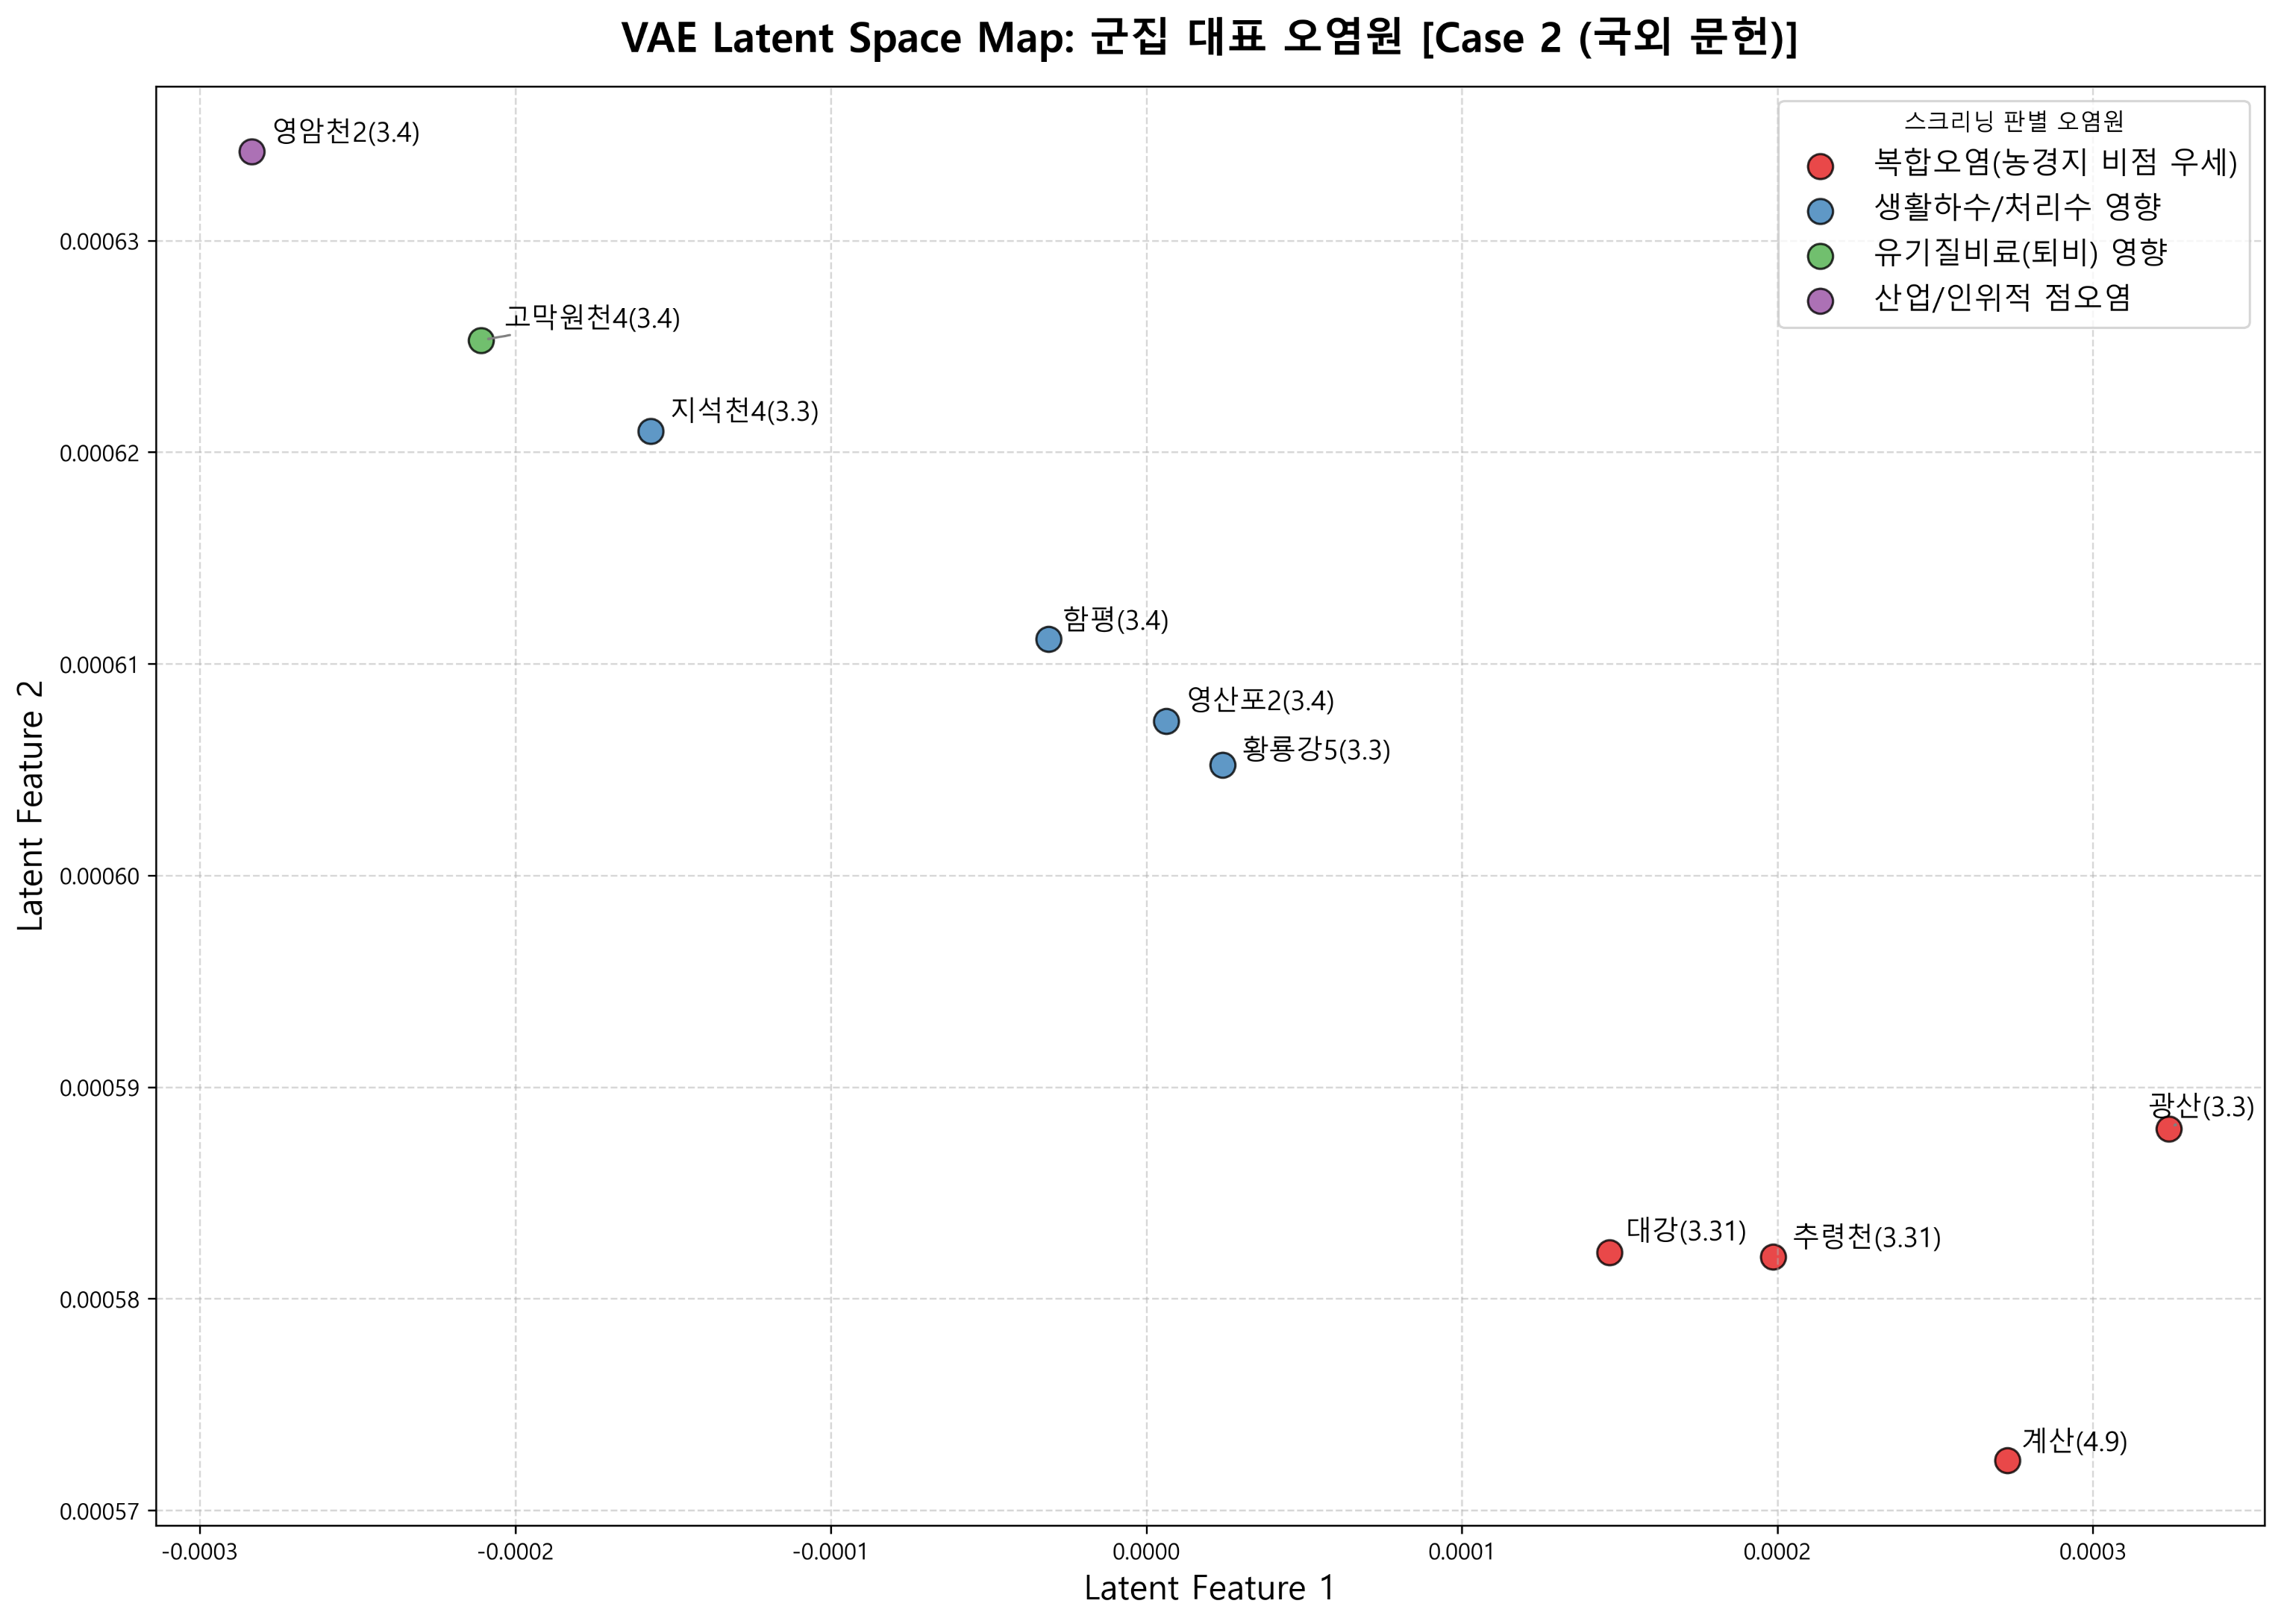 VAE Latent Space Map: 군집 대표 오염원 [Case 2 (국외 문헌)]
스크리닝 판별 오염원
복합오염(농경지 비점 우세)
생활하수/처리수 영향
유기질비료(퇴비) 영향
산업/인위적 점오염
영암천2(3.4)
고막원천4(3.4)
지석천4(3.3)
함평(3.4)
영산포2(3.4)
황룡강5(3.3)
광산(3.3)
대강(3.31)
추령천(3.31)
계산(4.9)
Latent Feature 2
0.00063
0.00062
0.00061
0.00060
0.00059
0.00058
0.00057
-0.0003
-0.0002
-0.0001
0.0000
0.0001
0.0002
0.0003
Latent Feature 1